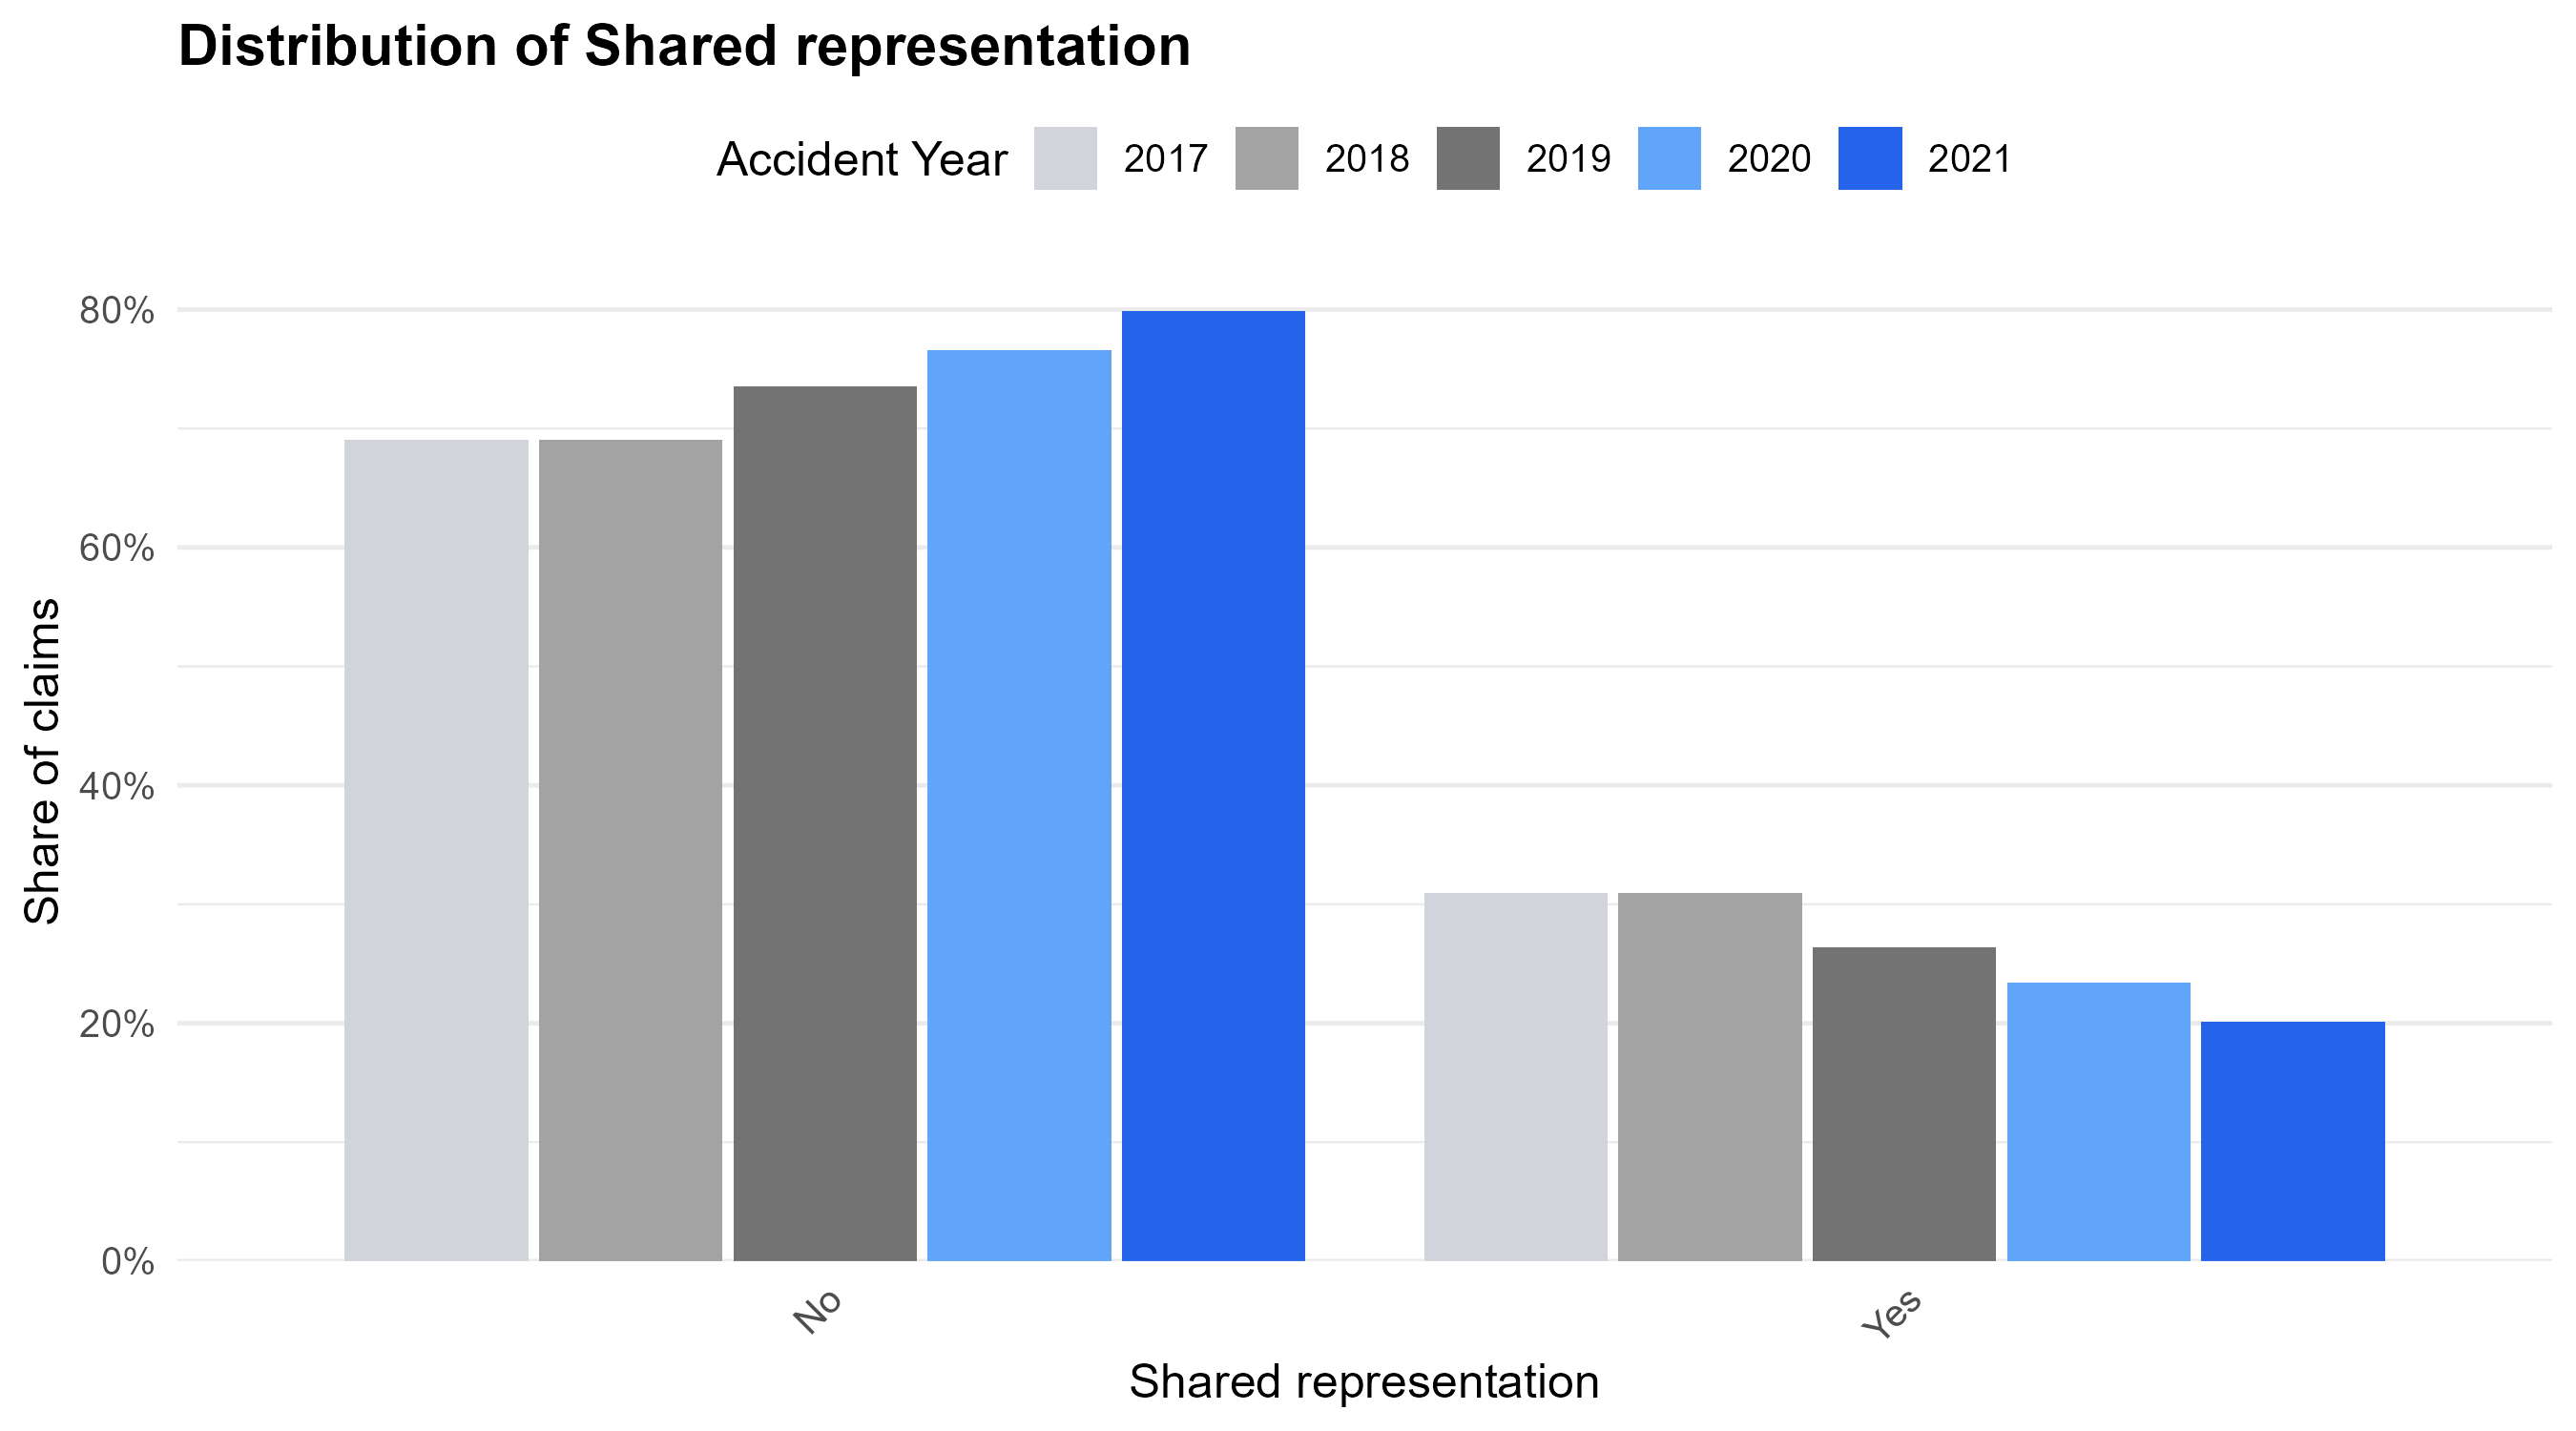 Distribution of Shared representation
Accident Year 2017 2018 2019 2020 2021
80%
60%
40%
20%
0%
Share of claims
No Yes
Shared representation